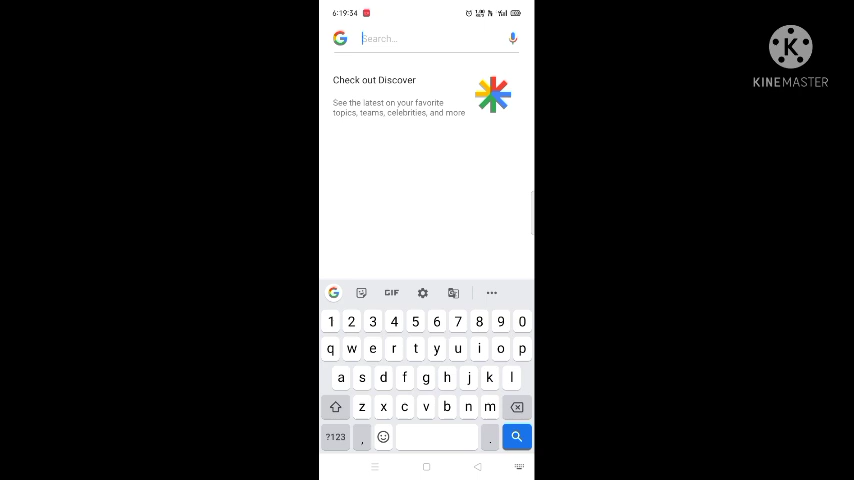 6:19:34
Search...
Check out Discover
See the latest on your favorite
topics, teams, celebrities, and more
GIF
1 2 3 4 5 6 7 8 9 0
q w e r t y u i o p
a s d f g h j k l
z x c v b n m
?123 , .
K
KINEMASTER